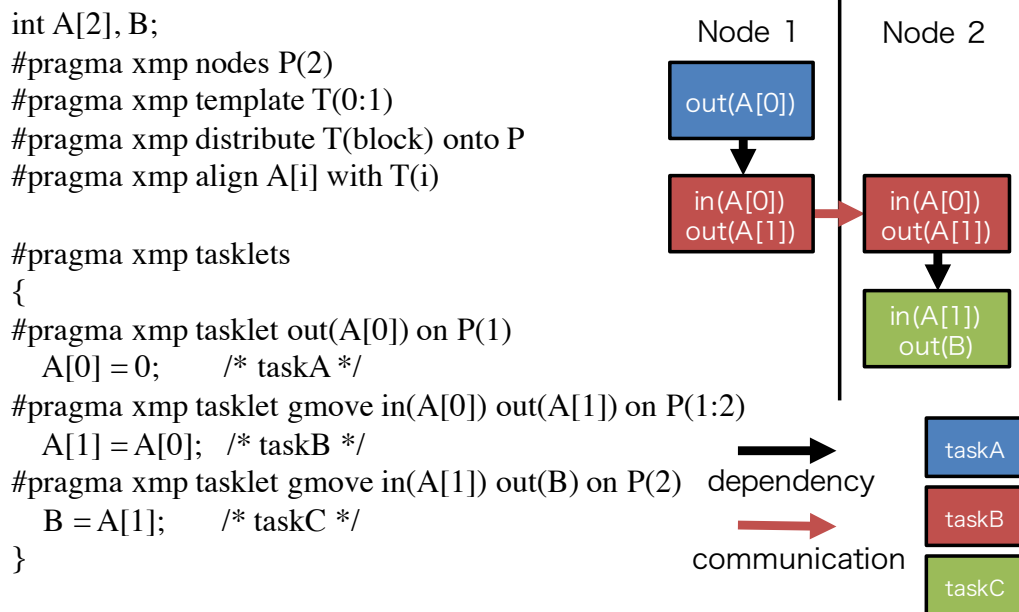 int A[2], B;
#pragma xmp nodes P(2)
#pragma xmp template T(0:1)
#pragma xmp distribute T(block) onto P
#pragma xmp align A[i] with T(i)
#pragma xmp tasklets
{
#pragma xmp tasklet out(A[0]) on P(1)
A[0] = 0; /* taskA */
#pragma xmp tasklet gmove in(A[0]) out(A[1]) on P(1:2)
A[1] = A[0]; /* taskB */
#pragma xmp tasklet gmove in(A[1]) out(B) on P(2)
B = A[1]; /* taskC */
}
Node 1
Node 2
out(A[0])
in(A[0])
out(A[1])
in(A[0])
out(A[1])
in(A[1])
out(B)
dependency
communication
taskA
taskB
taskC